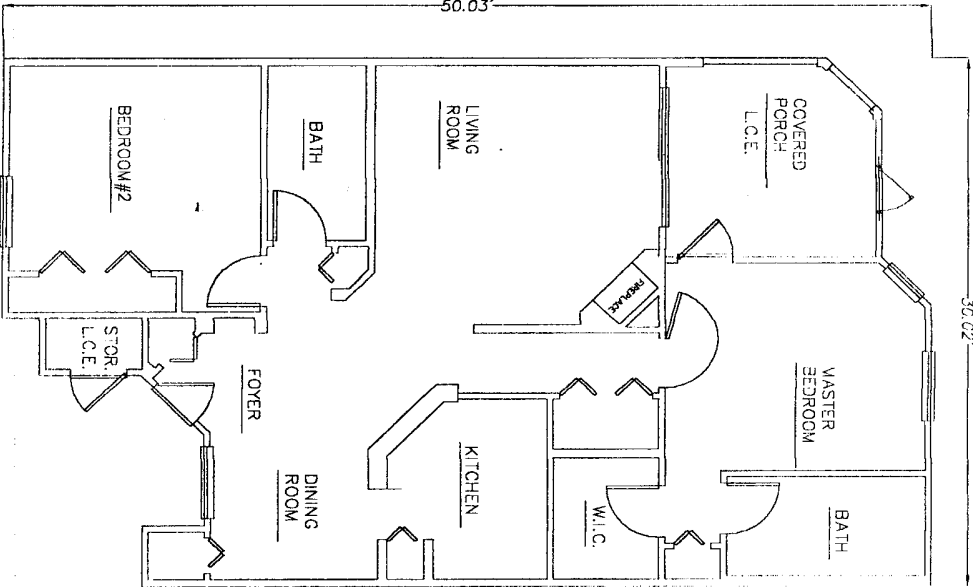 50.03'
30.02'
BEDROOM #2
BATH
LIVING
ROOM
COVERED
PORCH
L.C.E.
FIREPLACE
STOR.
L.C.E.
FOYER
DINING
ROOM
KITCHEN
W.I.C.
MASTER
BEDROOM
BATH